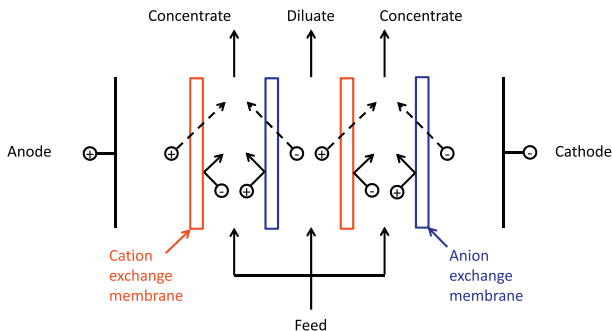 Concentrate
Diluate
Concentrate
Anode
+
+
-
+
-
+
-
+
-
-
Cathode
Cation
exchange
membrane
Anion
exchange
membrane
Feed